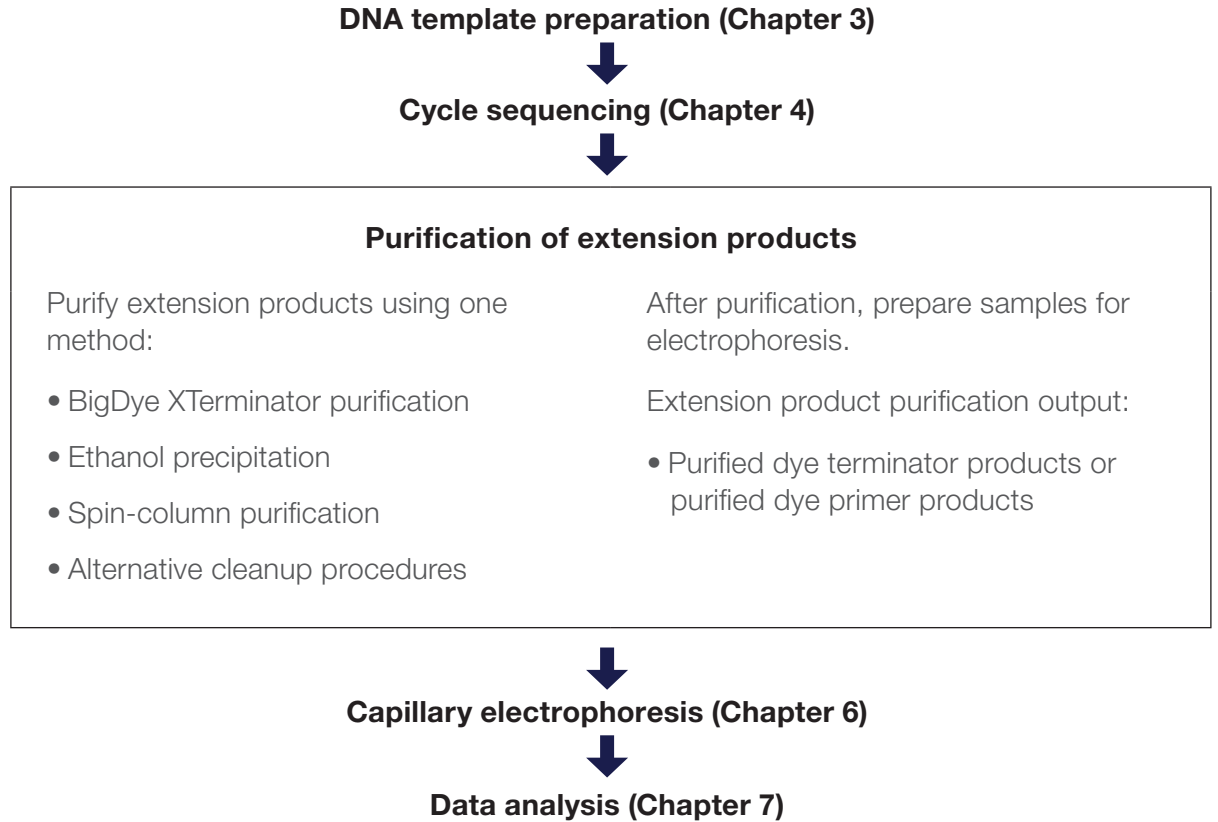 DNA template preparation (Chapter 3)
Cycle sequencing (Chapter 4)
Purification of extension products
Purify extension products using one
method:
• BigDye XTerminator purification
• Ethanol precipitation
• Spin-column purification
• Alternative cleanup procedures
After purification, prepare samples for
electrophoresis.
Extension product purification output:
• Purified dye terminator products or
purified dye primer products
Capillary electrophoresis (Chapter 6)
Data analysis (Chapter 7)